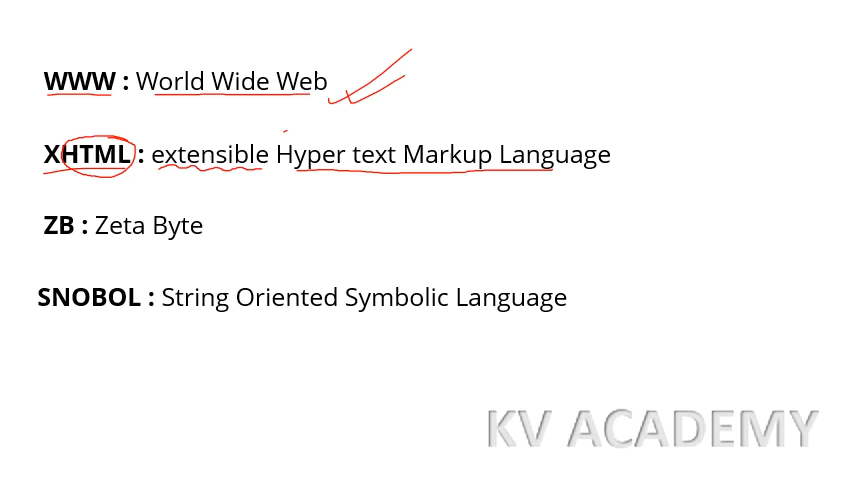 WWW : World Wide Web
XHTML : extensible Hyper text Markup Language
ZB : Zeta Byte
SNOBOL : String Oriented Symbolic Language
KV ACADEMY